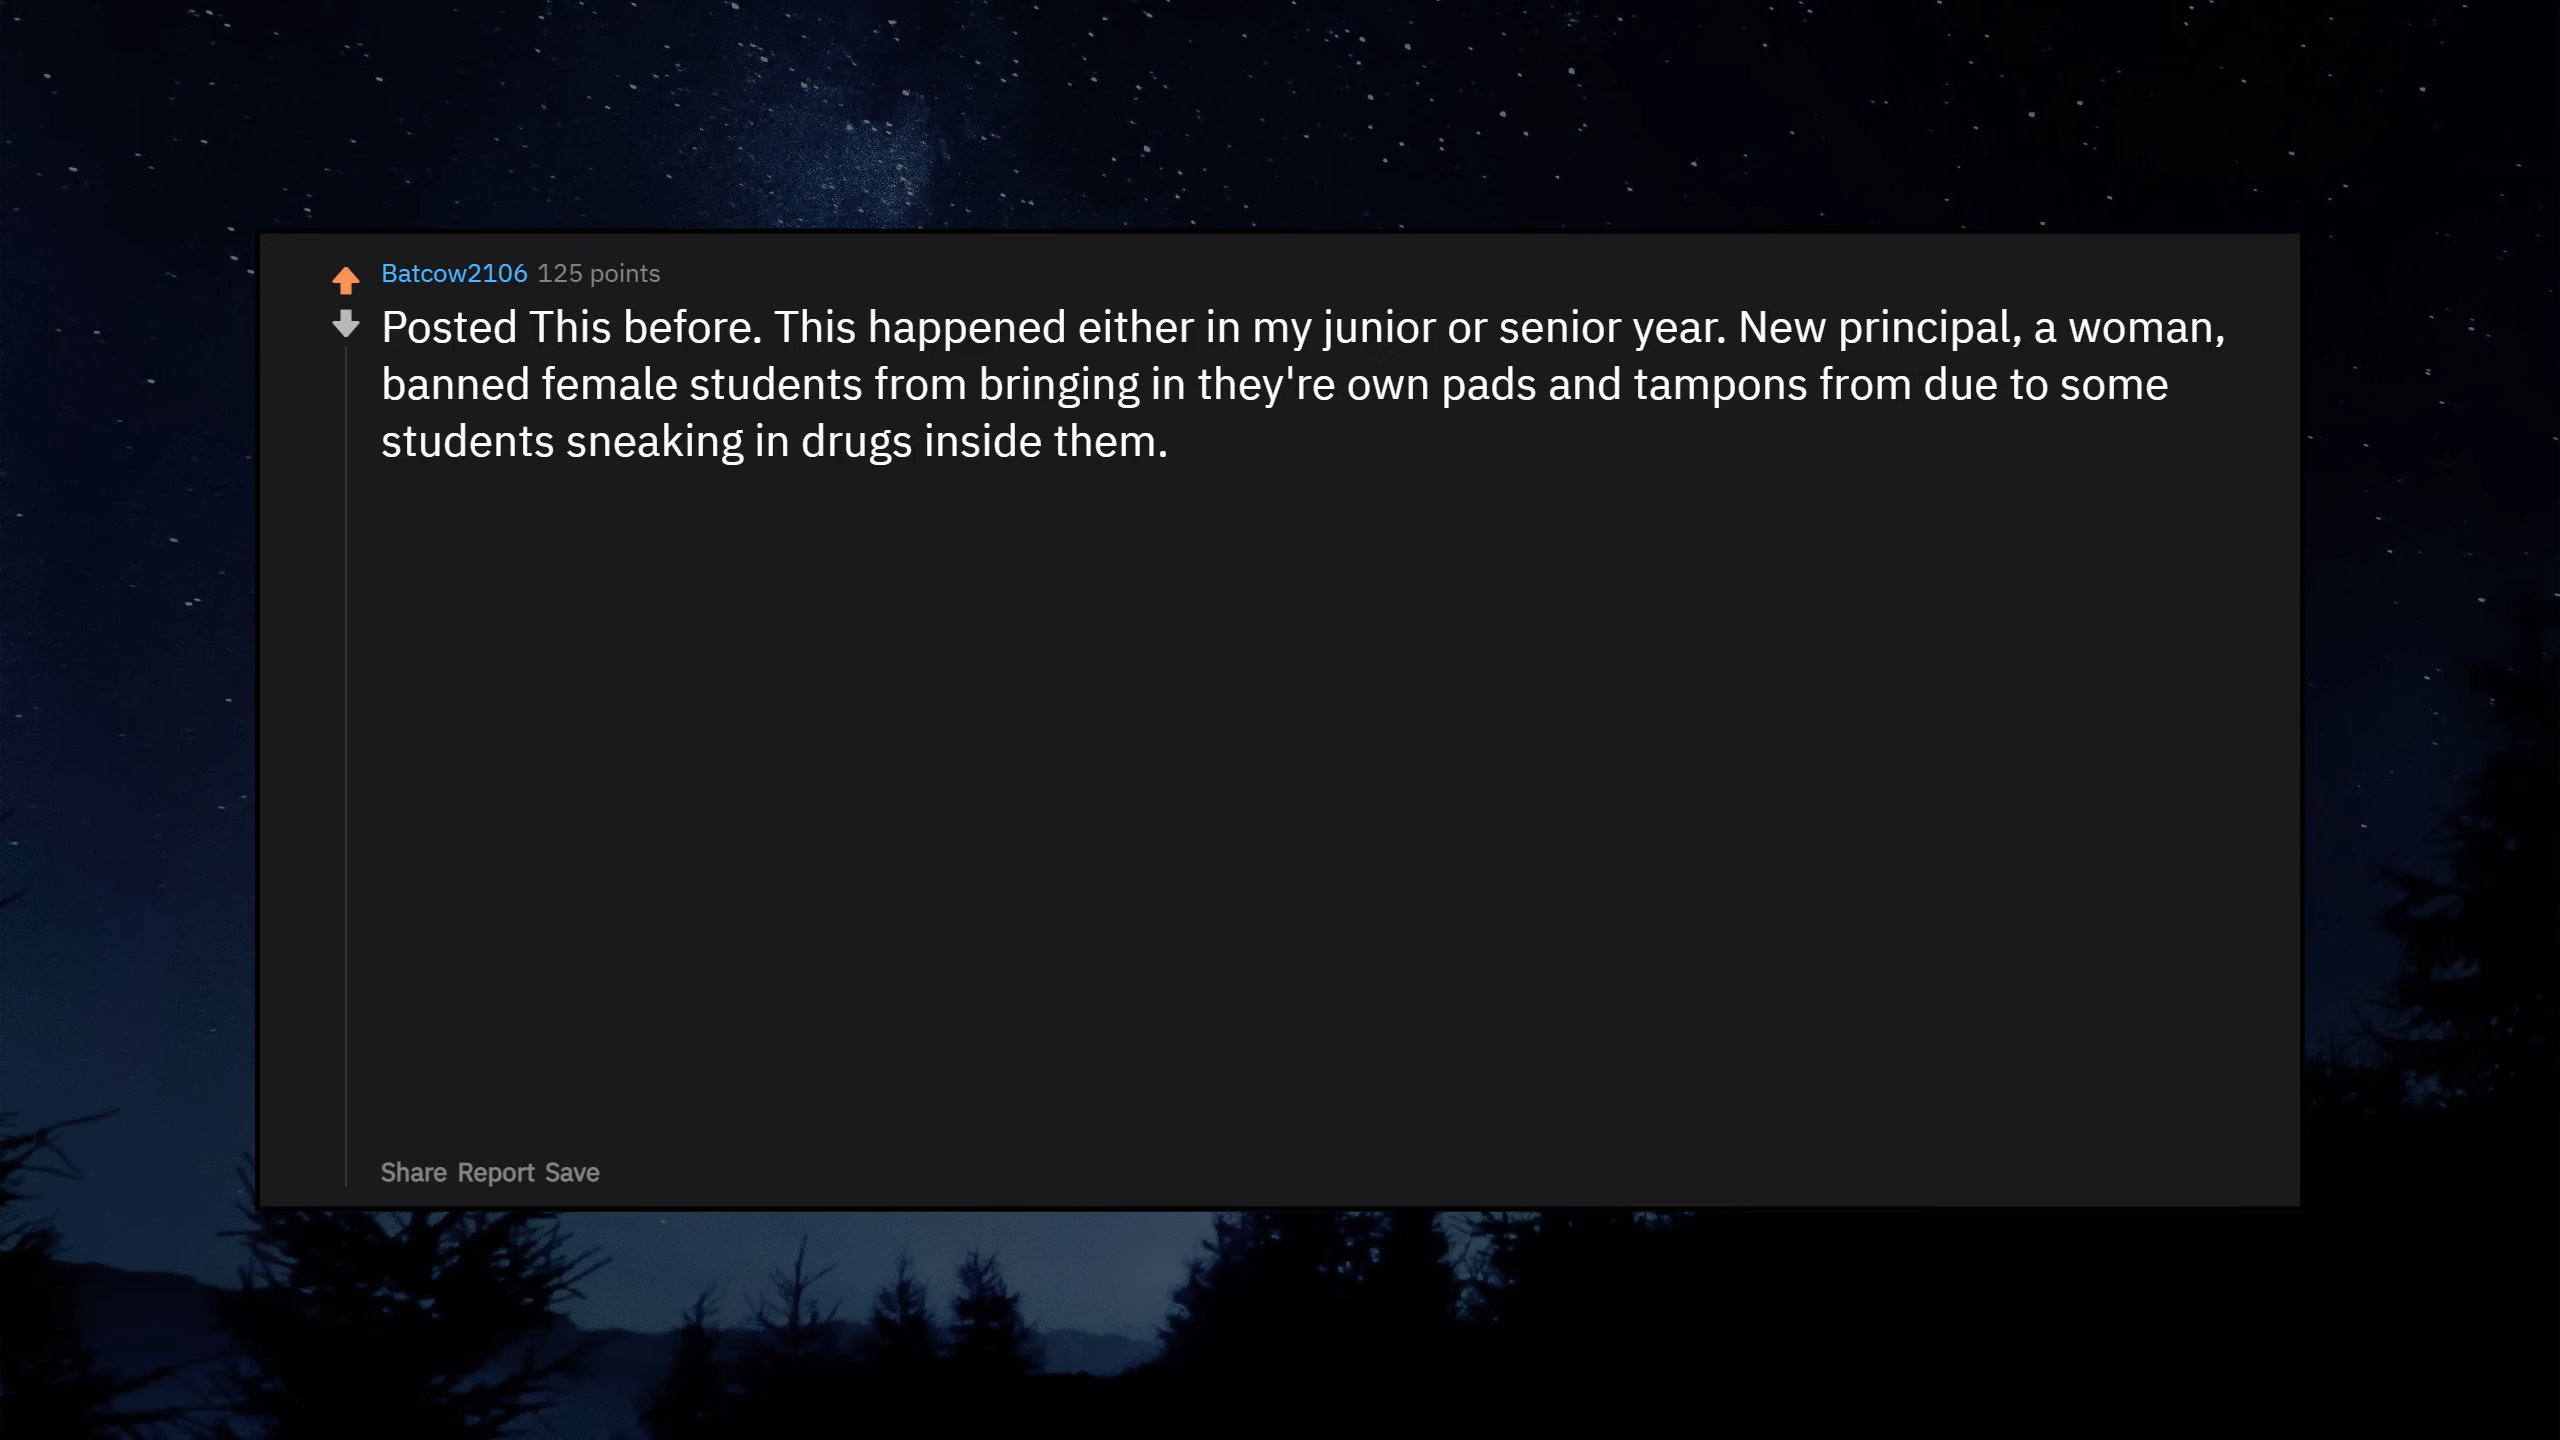 Batcow2106 125 points
Posted This before. This happened either in my junior or senior year. New principal, a woman,
banned female students from bringing in they're own pads and tampons from due to some
students sneaking in drugs inside them.
Share Report Save